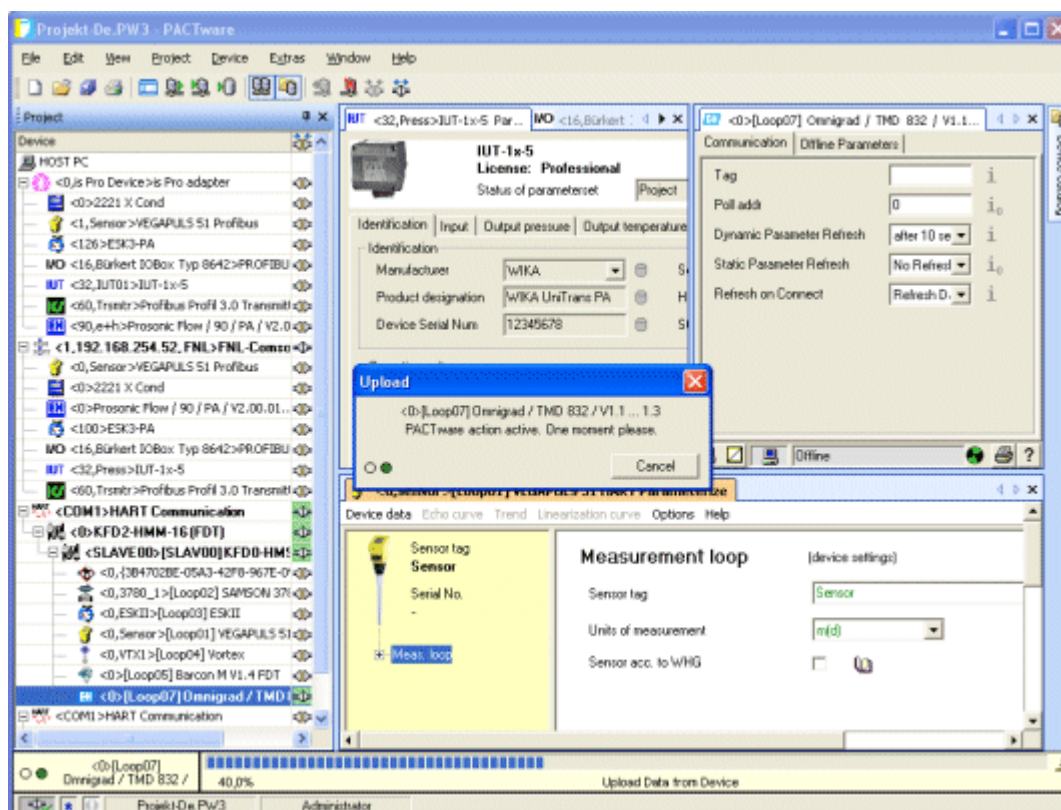 Projekt-De.PW3 - PACTware
File Edit View Project Device Extras Window Help
Project
Device
HOST PC
<0,is Pro Device>is Pro adapter
<0>2221 X Cond
<1,Sensor>VEGAPULS 51 Profibus
<126>ESK3-PA
<16,Bürkert IOBox Typ 8642>PROFIBU
<32,IUT01>IUT-1x-5
<60,Trsmtr>Profibus Profil 3.0 Transmitt
<90,e+h>Prosonic Flow / 90 / PA / V2.0
<1,192.168.254.52,FNL>FNL-Comso
<0,Sensor>VEGAPULS 51 Profibus
<0>2221 X Cond
<0>Prosonic Flow / 90 / PA / V2.00.01..
<100>ESK3-PA
<16,Bürkert IOBox Typ 8642>PROFIBU
<32,Press>IUT-1x-5
<60,Trsmtr>Profibus Profil 3.0 Transmitt
<COM1>HART Communication
<0>KFD2-HMM-16 (FDT)
<SLAVE00>[SLAV00]KFD0-HMS
<0,{3B4702BE-05A3-42F8-967E-0
<0,3780_1>[Loop02] SAMSON 378
<0,ESKII>[Loop03] ESKII
<0,Sensor>[Loop01] VEGAPULS 51
<0,VTX1>[Loop04] Vortex
<0>[Loop05] Barcon M V1.4 FDT
<0>[Loop07] Omnigrad / TMD
<COM1>HART Communication
IUT <32,Press>IUT-1x-5 Par... I/O <16,Bürkert
IUT-1x-5
License: Professional
Status of parameterset Project
Identification Input Output pressure Output temperature
Identification
Manufacturer WIKA
Product designation WIKA UniTrans PA H
Device Serial Num 12345678
<0>[Loop07] Omnigrad / TMD 832 / V1.1...
Communication Offline Parameters
Tag
Poll addr 0
Dynamic Parameter Refresh after 10 se
Static Parameter Refresh No Refresl
Refresh on Connect Refresh D.
Offline
Upload
<0>[Loop07] Omnigrad / TMD 832 / V1.1 ... 1.3
PACTware action active. One moment please.
Cancel
<0,Sensor>[Loop01] VEGAPULS 51 HART Parameterize
Device data Echo curve Trend Linearization curve Options Help
Sensor tag
Sensor
Serial No.
-
Meas. loop
Measurement loop (device settings)
Sensor tag Sensor
Units of measurement m(d)
Sensor acc. to WHG
<0>[Loop07]
Omnigrad / TMD 832 /
40,0% Upload Data from Device
Projekt-De.PW3 Administrator